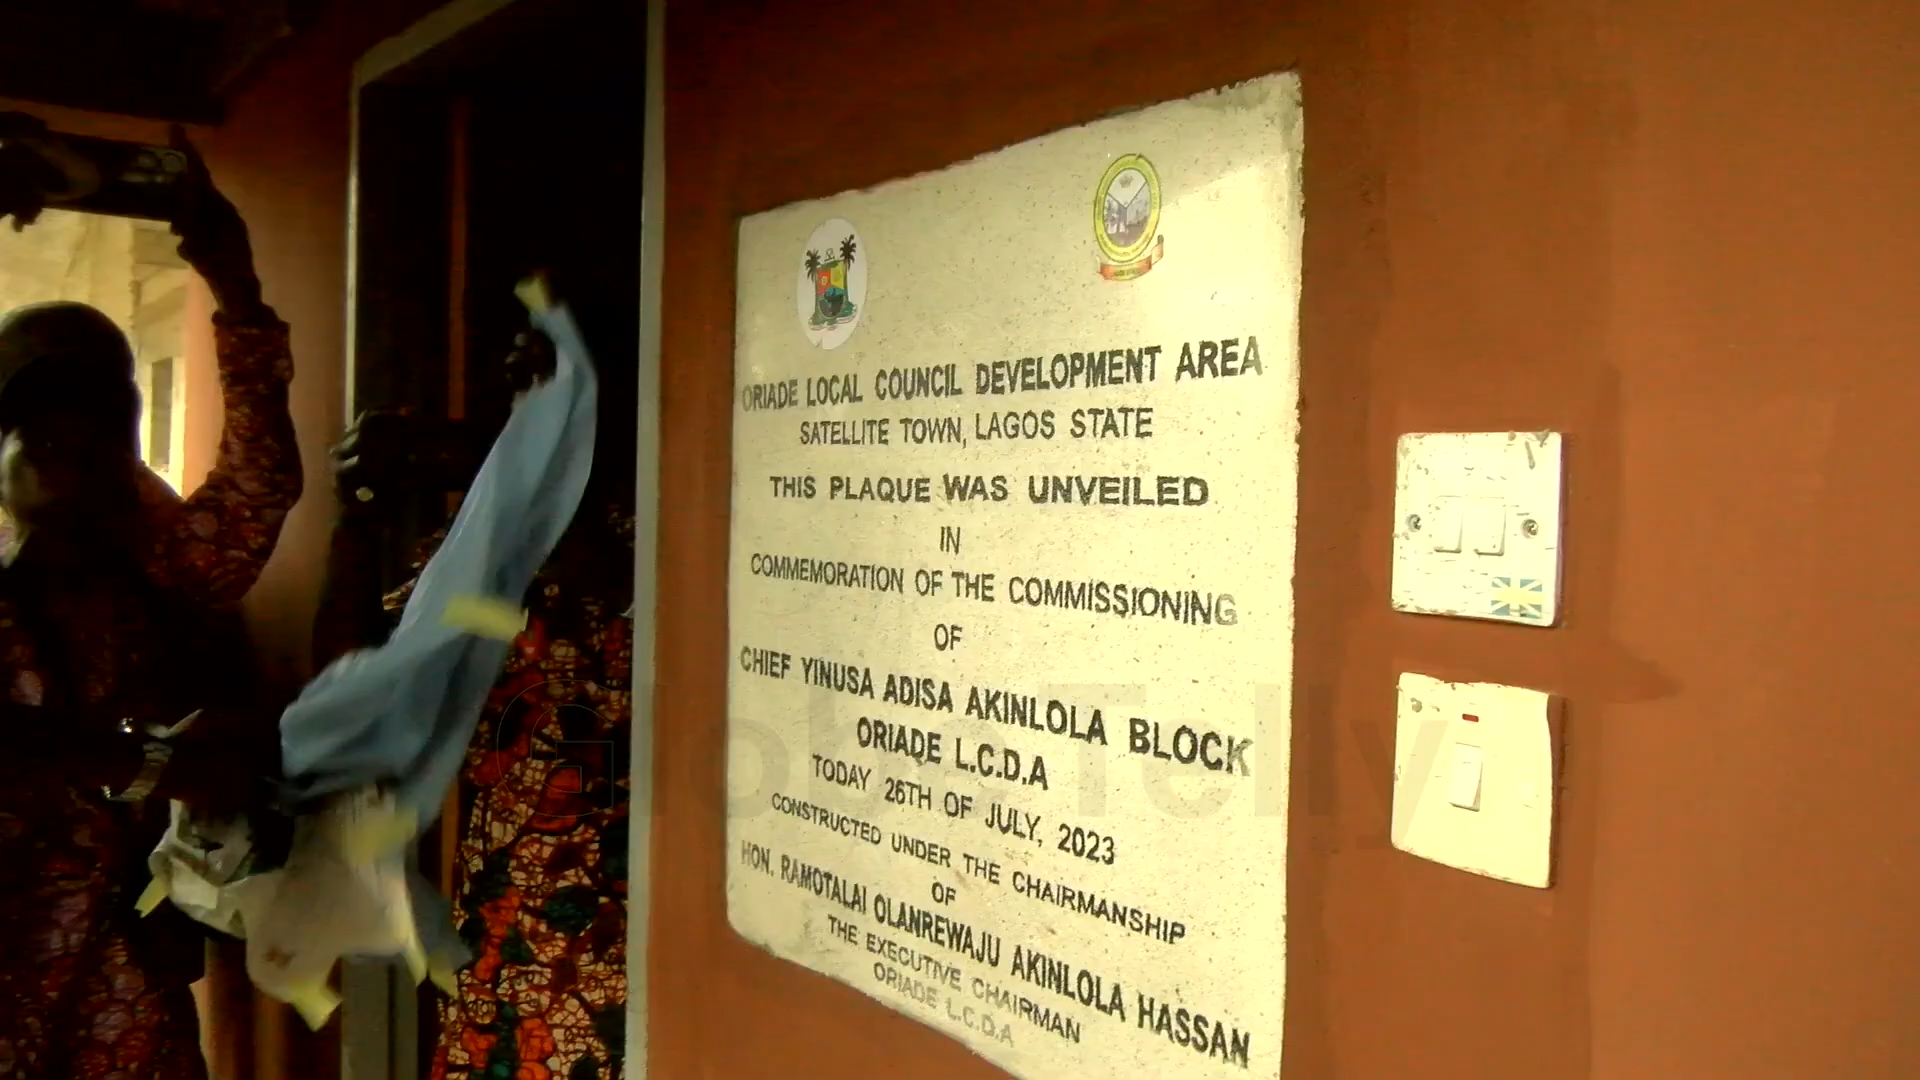 ORIADE LOCAL COUNCIL DEVELOPMENT AREA
SATELLITE TOWN, LAGOS STATE
THIS PLAQUE WAS UNVEILED
IN
COMMEMORATION OF THE COMMISSIONING
OF
CHIEF YINUSA ADISA AKINLOLA BLOCK
ORIADE L.C.D.A
TODAY 26TH OF JULY, 2023
CONSTRUCTED UNDER THE CHAIRMANSHIP
OF
HON. RAMOTALAI OLANREWAJU AKINLOLA HASSAN
THE EXECUTIVE CHAIRMAN
ORIADE L.C.D.A
Globe Telly